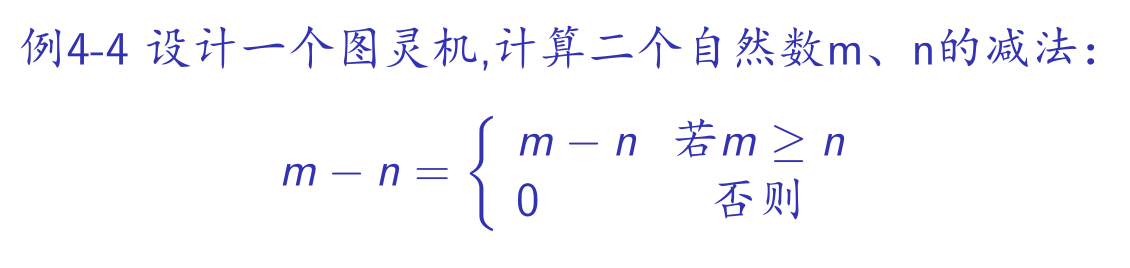 例4-4 设计一个图灵机,计算二个自然数m、n的减法：
m − n = { m − n 若m ≥ n
0 否则